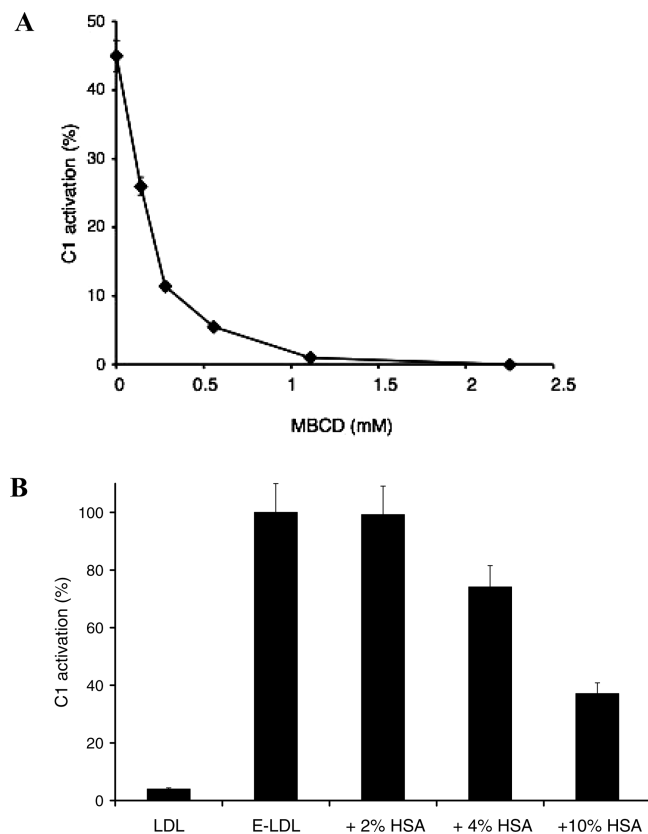 A
50
40
30
20
10
0
C1 activation (%)
0 0.5 1 1.5 2 2.5
MBCD (mM)
B
100
80
60
40
20
0
C1 activation (%)
LDL E-LDL + 2% HSA + 4% HSA +10% HSA